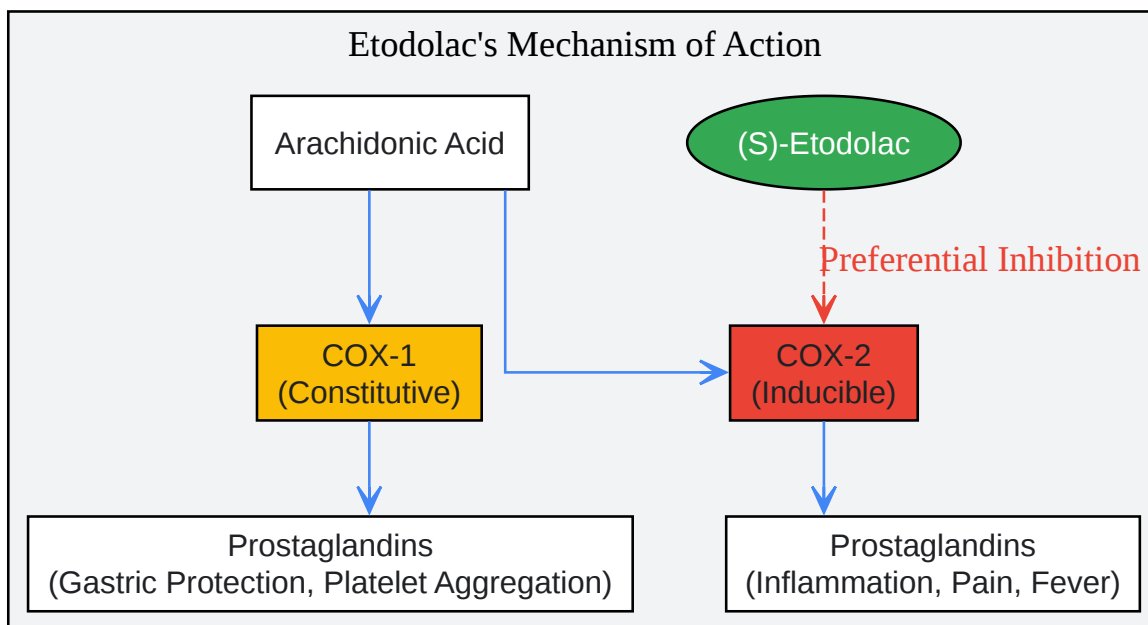 Etodolac's Mechanism of Action
Arachidonic Acid
(S)-Etodolac
Preferential Inhibition
COX-1
(Constitutive)
COX-2
(Inducible)
Prostaglandins
(Gastric Protection, Platelet Aggregation)
Prostaglandins
(Inflammation, Pain, Fever)